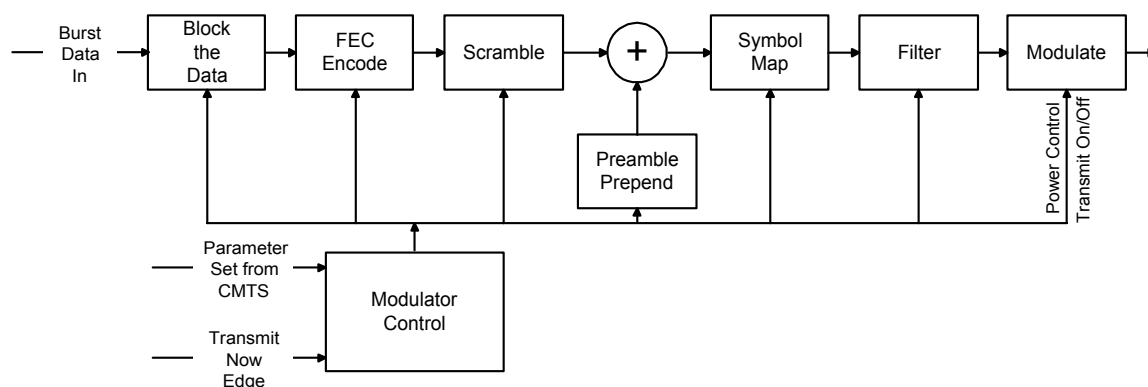 Burst
Data
In
Block
the
Data
FEC
Encode
Scramble
+
Symbol
Map
Filter
Modulate
Preamble
Prepend
Power Control
Transmit On/Off
Parameter
Set from
CMTS
Modulator
Control
Transmit
Now
Edge